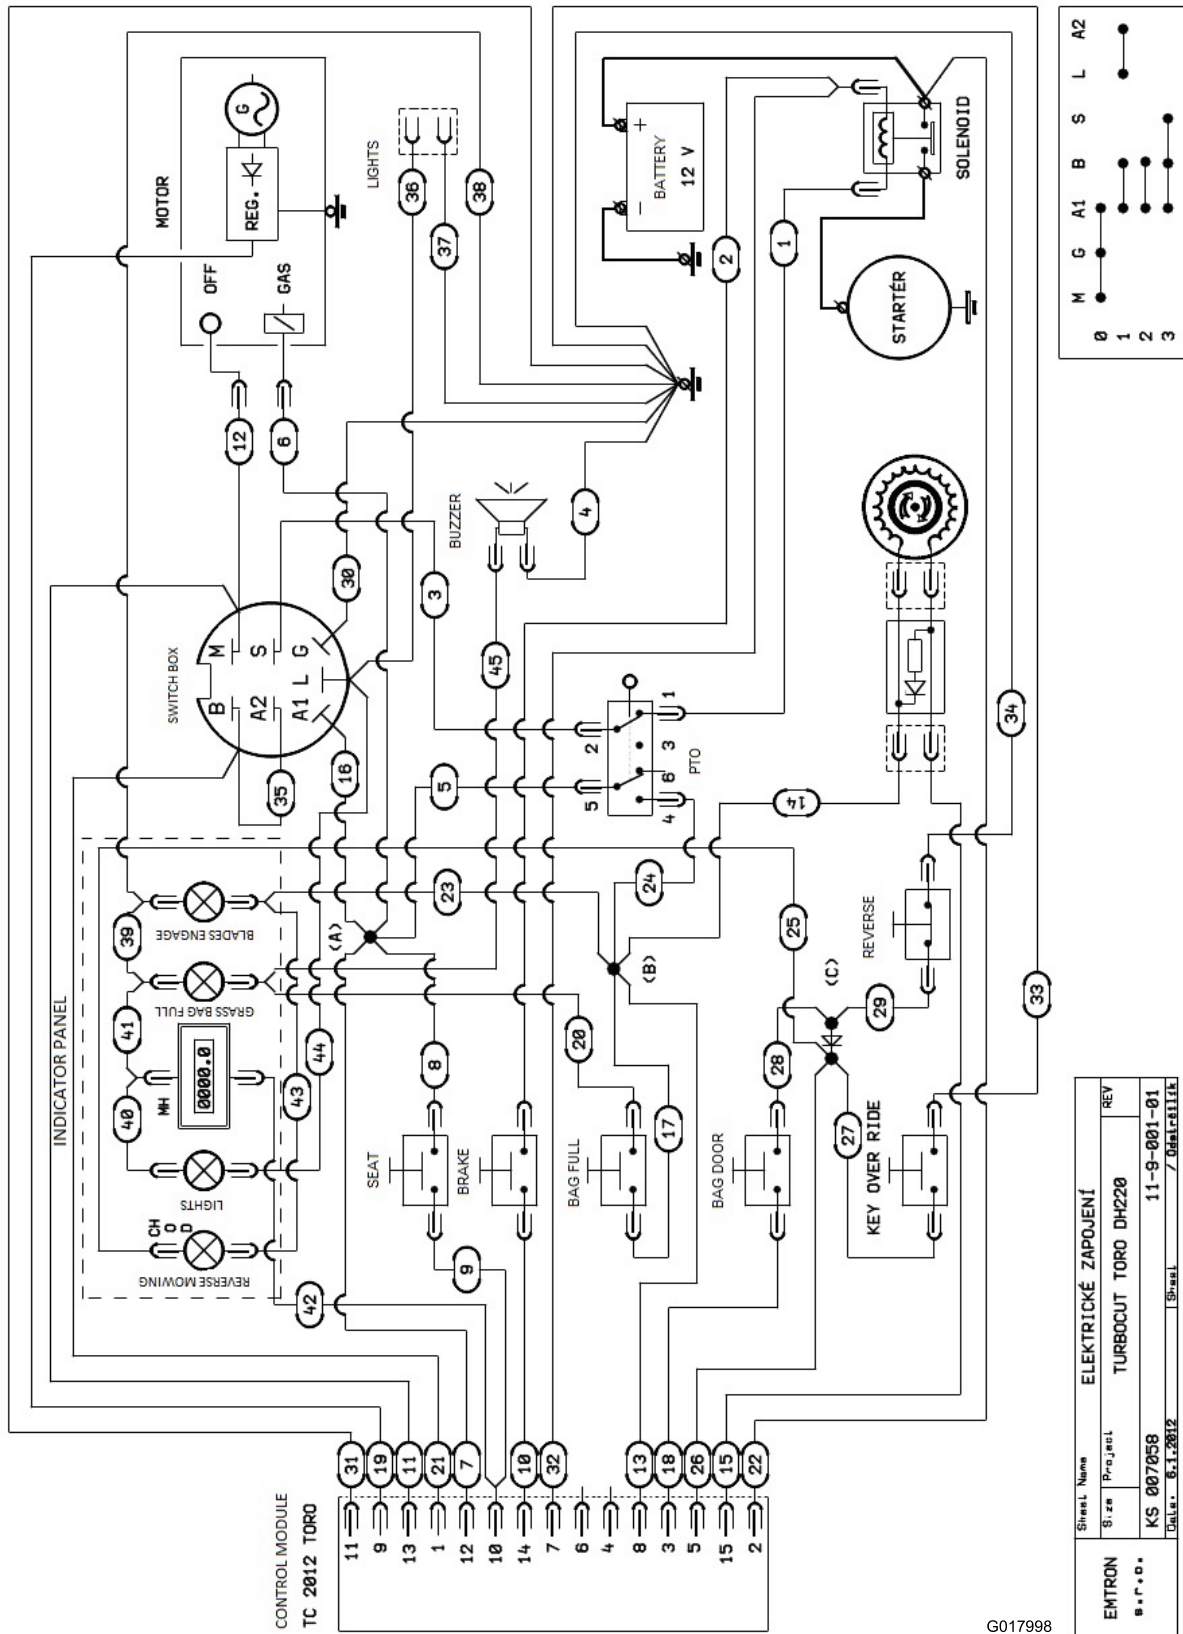 INDICATOR PANEL
REVERSE MOWING
CH
O
D
LIGHTS
MH
0000.0
GRASS BAG FULL
BLADES ENGAGE
40
41
39
42
43
44
SWITCH BOX
B
M
A2
S
A1
L
G
35
16
30
12
6
MOTOR
OFF
GAS
REG.
G
LIGHTS
36
37
38
BUZZER
45
3
4
5
(A)
23
8
9
SEAT
BRAKE
BAG FULL
20
17
(B)
24
PTO
5
2
4
6
3
1
BATTERY
12 V
+
-
2
1
SOLENOID
STARTÉR
BAG DOOR
28
25
(C)
27
29
KEY OVER RIDE
REVERSE
14
34
33
CONTROL MODULE
TC 2012 TORO
11 31
9 19
13 11
1 21
12 7
10
14 10
7 32
6
4
8 13
3 18
5 26
15 15
2 22
M G A1 B S L A2
0
1
2
3
EMTRON
s.r.o.
Sheet Name
ELEKTRICKÉ ZAPOJENÍ
Size
Project
TURBOCUT TORO DH220
REV
KS 007058
11-9-001-01
Date: 6.1.2012
Sheet
/ Odstrčilík
G017998